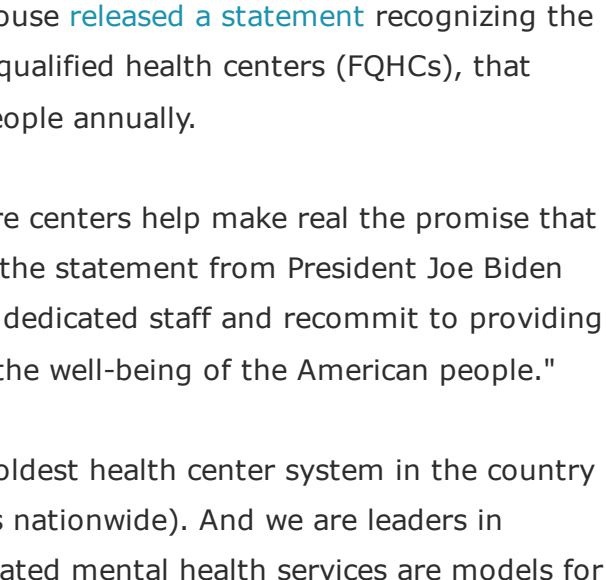 ouse released a statement recognizing the
qualified health centers (FQHCs), that
eople annually.
re centers help make real the promise that
the statement from President Joe Biden
dedicated staff and recommit to providing
the well-being of the American people."
oldest health center system in the country
s nationwide). And we are leaders in
ated mental health services are models for